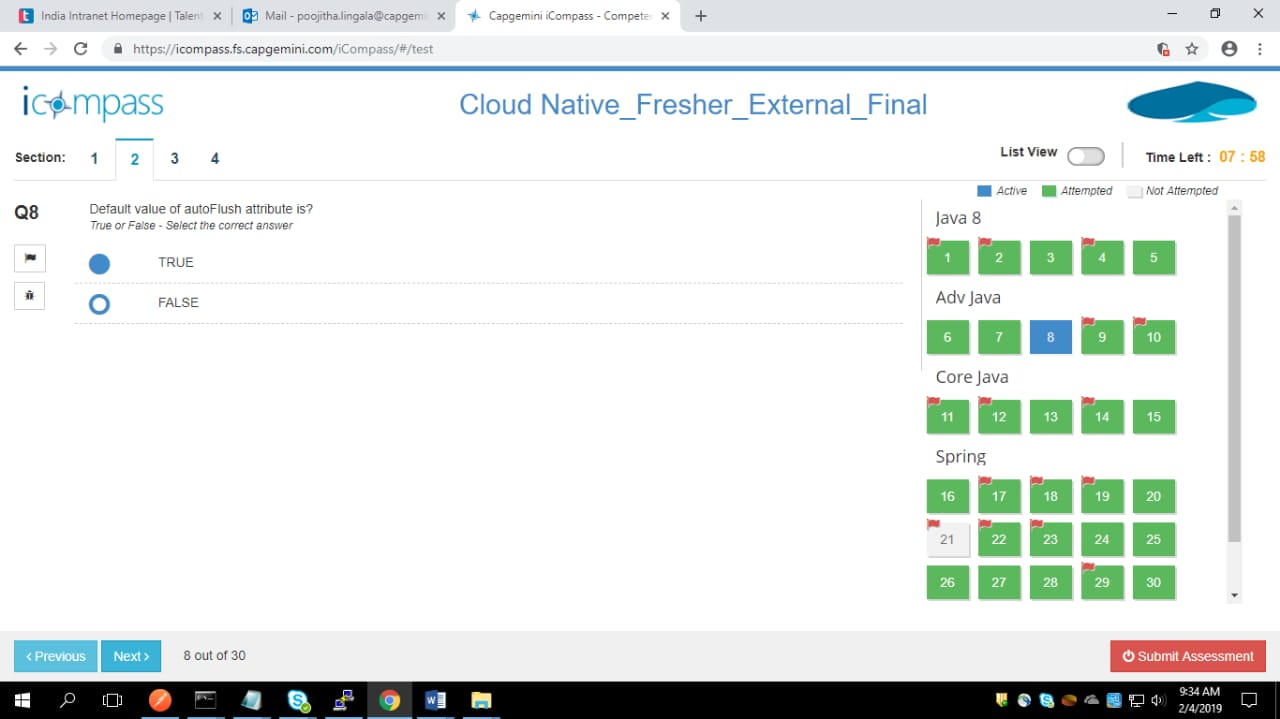 India Intranet Homepage | Talent
Mail - poojitha.lingala@capgemi
Capgemini iCompass - Compete
https://icompass.fs.capgemini.com/iCompass/#/test
icompass
Cloud Native_Fresher_External_Final
Section: 1 2 3 4
List View
Time Left : 07 : 58
Active Attempted Not Attempted
Q8
Default value of autoFlush attribute is?
True or False - Select the correct answer
TRUE
FALSE
Java 8
1 2 3 4 5
Adv Java
6 7 8 9 10
Core Java
11 12 13 14 15
Spring
16 17 18 19 20
21 22 23 24 25
26 27 28 29 30
‹ Previous
Next ›
8 out of 30
Submit Assessment
9:34 AM
2/4/2019